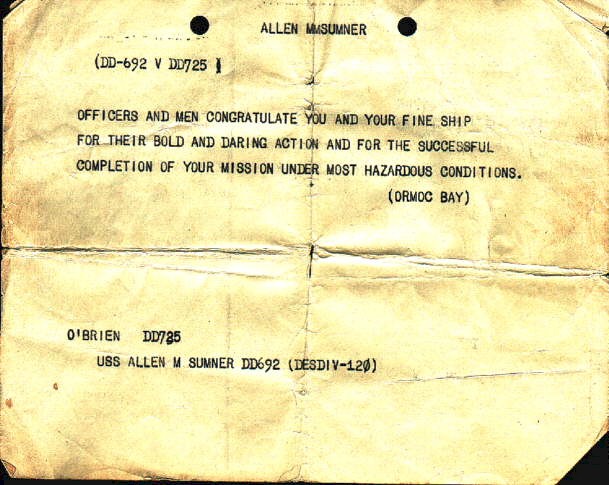 ALLEN MMSUMNER
(DD-692 V DD725 )
OFFICERS AND MEN CONGRATULATE YOU AND YOUR FINE SHIP
FOR THEIR BOLD AND DARING ACTION AND FOR THE SUCCESSFUL
COMPLETION OF YOUR MISSION UNDER MOST HAZARDOUS CONDITIONS.
(ORMOC BAY)
O'BRIEN DD725
USS ALLEN M SUMNER DD692 (DESDIV-120)